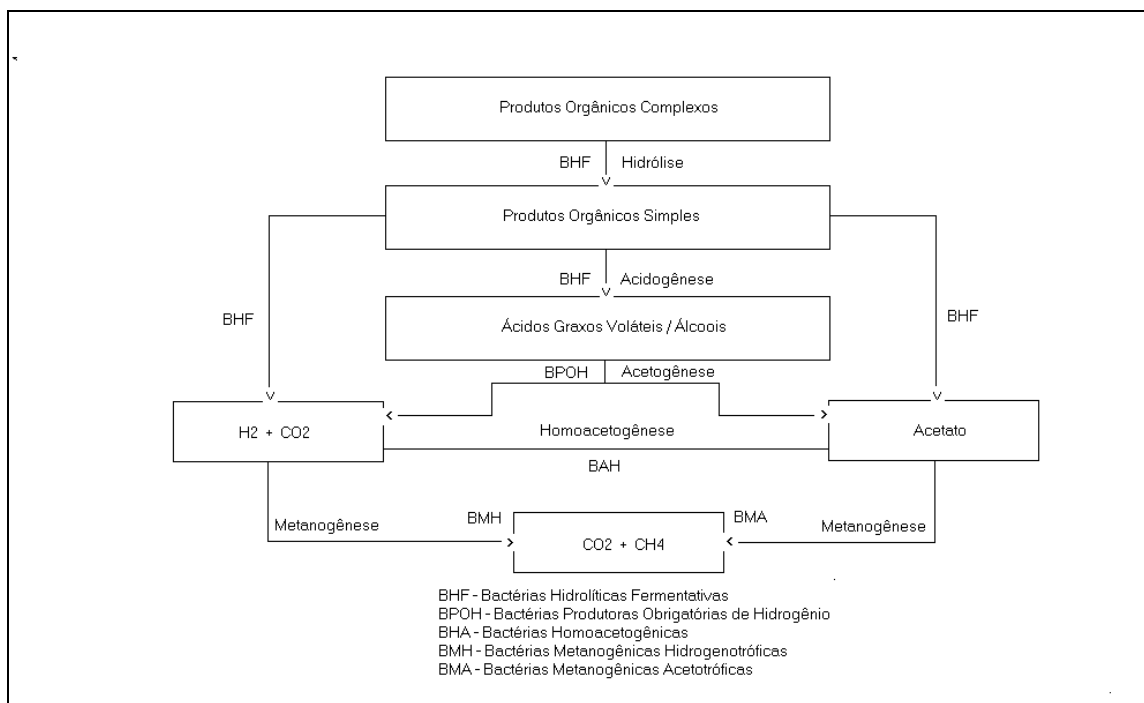 Produtos Orgânicos Complexos
BHF Hidrólise
Produtos Orgânicos Simples
BHF Acidogênese
BHF
Ácidos Graxos Voláteis / Álcoois
BHF
BPOH Acetogênese
H2 + CO2
Homoacetogênese
Acetato
BAH
Metanogênese
BMH
CO2 + CH4
BMA
Metanogênese
BHF - Bactérias Hidrolíticas Fermentativas
BPOH - Bactérias Produtoras Obrigatórias de Hidrogênio
BHA - Bactérias Homoacetogênicas
BMH - Bactérias Metanogênicas Hidrogenotróficas
BMA - Bactérias Metanogênicas Acetotróficas